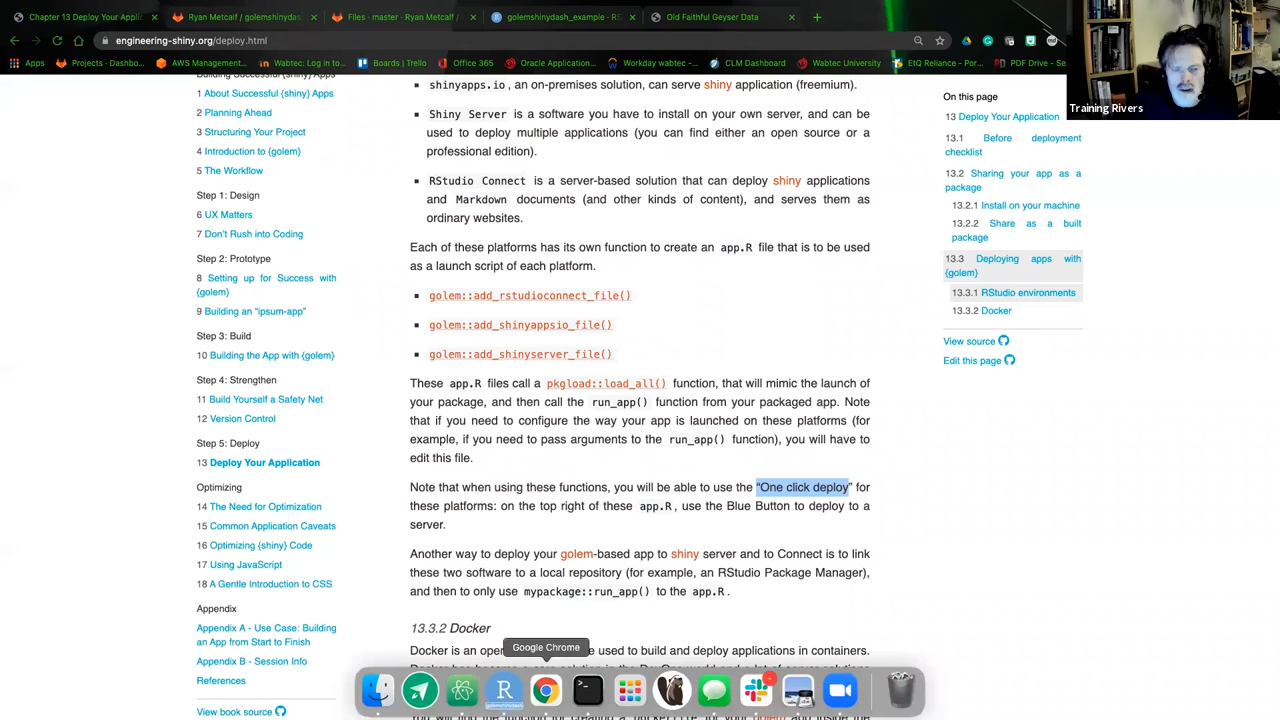 Chapter 13 Deploy Your Applic
Ryan Metcalf / golemshinydas
Files · master · Ryan Metcalf /
golemshinydash_example - RS
Old Faithful Geyser Data
engineering-shiny.org/deploy.html
Apps
Projects · Dashbo...
AWS Management...
Wabtec: Log in to...
Boards | Trello
Office 365
Oracle Application...
Workday wabtec -...
CLM Dashboard
Wabtec University
EtQ Reliance - Por...
PDF Drive - Se
Training Rivers
Building Successful {shiny} Apps
1 About Successful {shiny} Apps
2 Planning Ahead
3 Structuring Your Project
4 Introduction to {golem}
5 The Workflow
Step 1: Design
6 UX Matters
7 Don't Rush into Coding
Step 2: Prototype
8 Setting up for Success with
{golem}
9 Building an "ipsum-app"
Step 3: Build
10 Building the App with {golem}
Step 4: Strengthen
11 Build Yourself a Safety Net
12 Version Control
Step 5: Deploy
13 Deploy Your Application
Optimizing
14 The Need for Optimization
15 Common Application Caveats
16 Optimizing {shiny} Code
17 Using JavaScript
18 A Gentle Introduction to CSS
Appendix
Appendix A - Use Case: Building
an App from Start to Finish
Appendix B - Session Info
References
View book source
shinyapps.io, an on-premises solution, can serve shiny application (freemium).
Shiny Server is a software you have to install on your own server, and can be
used to deploy multiple applications (you can find either an open source or a
professional edition).
RStudio Connect is a server-based solution that can deploy shiny applications
and Markdown documents (and other kinds of content), and serves them as
ordinary websites.
Each of these platforms has its own function to create an app.R file that is to be used
as a launch script of each platform.
golem::add_rstudioconnect_file()
golem::add_shinyappsio_file()
golem::add_shinyserver_file()
These app.R files call a pkgload::load_all() function, that will mimic the launch of
your package, and then call the run_app() function from your packaged app. Note
that if you need to configure the way your app is launched on these platforms (for
example, if you need to pass arguments to the run_app() function), you will have to
edit this file.
Note that when using these functions, you will be able to use the "One click deploy" for
these platforms: on the top right of these app.R, use the Blue Button to deploy to a
server.
Another way to deploy your golem-based app to shiny server and to Connect is to link
these two software to a local repository (for example, an RStudio Package Manager),
and then to only use mypackage::run_app() to the app.R.
13.3.2 Docker
Docker is an open used to build and deploy applications in containers.
Google Chrome
On this page
13 Deploy Your Application
13.1 Before deployment
checklist
13.2 Sharing your app as a
package
13.2.1 Install on your machine
13.2.2 Share as a built
package
13.3 Deploying apps with
{golem}
13.3.1 RStudio environments
13.3.2 Docker
View source
Edit this page